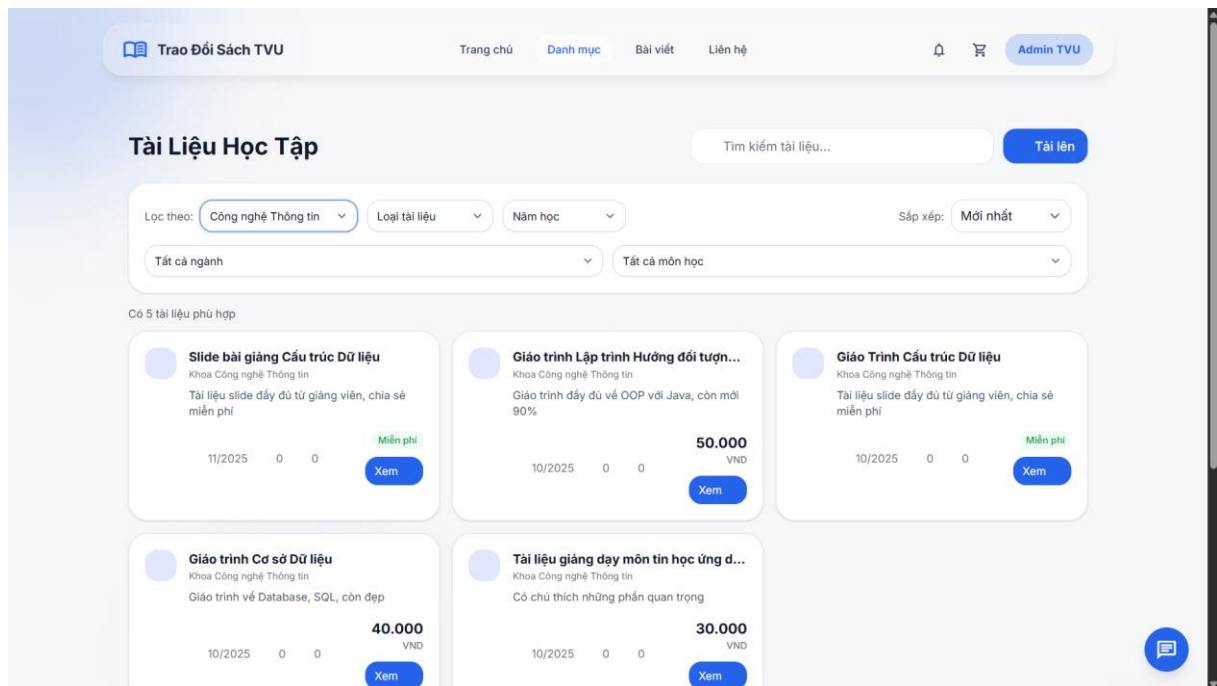 Trao Đổi Sách TVU
Trang chủ
Danh mục
Bài viết
Liên hệ
Admin TVU
Tài Liệu Học Tập
Tìm kiếm tài liệu...
Tải lên
Lọc theo:
Công nghệ Thông tin
Loại tài liệu
Năm học
Sắp xếp:
Mới nhất
Tất cả ngành
Tất cả môn học
Có 5 tài liệu phù hợp
Slide bài giảng Cấu trúc Dữ liệu
Khoa Công nghệ Thông tin
Tài liệu slide đầy đủ từ giảng viên, chia sẻ
miễn phí
Miễn phí
11/2025 0 0
Xem
Giáo trình Lập trình Hướng đối tượn...
Khoa Công nghệ Thông tin
Giáo trình đầy đủ về OOP với Java, còn mới
90%
50.000
VND
10/2025 0 0
Xem
Giáo Trình Cấu trúc Dữ liệu
Khoa Công nghệ Thông tin
Tài liệu slide đầy đủ từ giảng viên, chia sẻ
miễn phí
Miễn phí
10/2025 0 0
Xem
Giáo trình Cơ sở Dữ liệu
Khoa Công nghệ Thông tin
Giáo trình về Database, SQL, còn đẹp
40.000
VND
10/2025 0 0
Xem
Tài liệu giảng dạy môn tin học ứng d...
Khoa Công nghệ Thông tin
Có chú thích những phần quan trọng
30.000
VND
10/2025 0 0
Xem